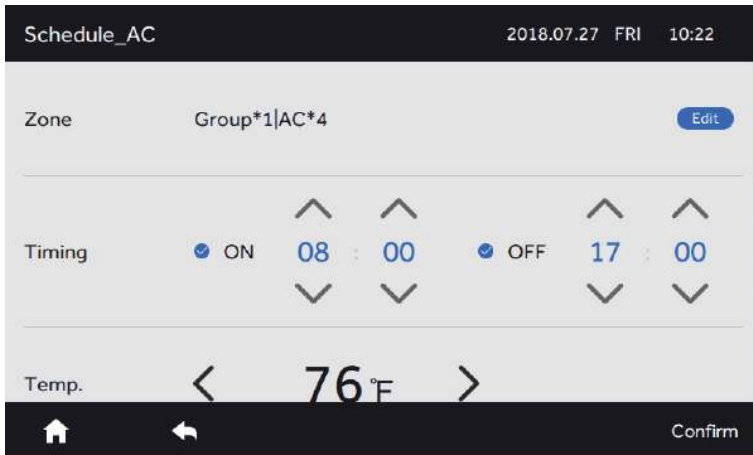 Schedule_AC 2018.07.27 FRI 10:22
Zone Group*1|AC*4 Edit
Timing ON 08 : 00 OFF 17 : 00
Temp. 76°F
Confirm